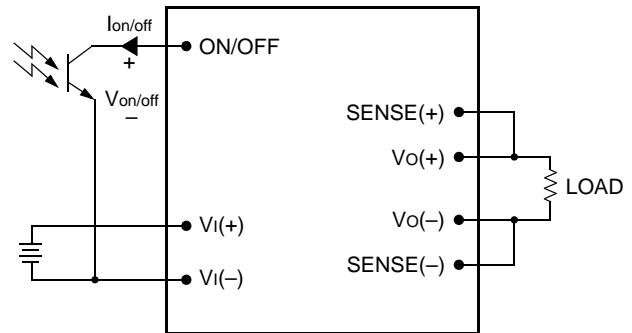 Ion/off
ON/OFF
+
Von/off
–
SENSE(+)
VO(+)
LOAD
VO(–)
VI(+)
SENSE(–)
VI(–)